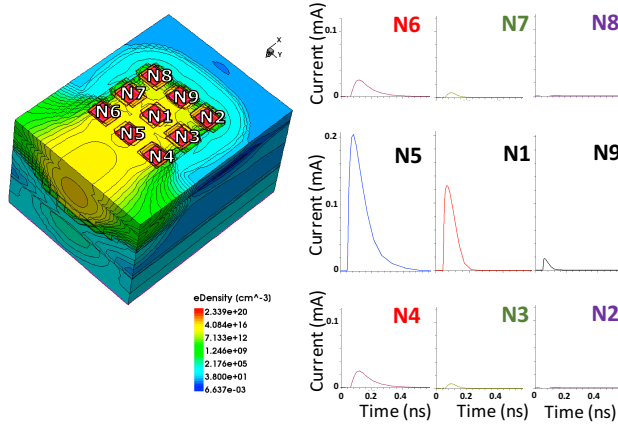 X
Y
N8
N7
N9
N6
N1
N2
N5
N3
N4
eDensity (cm^-3)
2.339e+20
4.084e+16
7.133e+12
1.246e+09
2.176e+05
3.800e+01
6.637e-03
Current (mA)
0.1
0
N6
N7
N8
Current (mA)
0.2
0.1
0
N5
N1
N9
Current (mA)
0.1
0
N4
N3
N2
0 0.2 0.4
0 0.2 0.4
0 0.2 0.4
Time (ns)
Time (ns)
Time (ns)